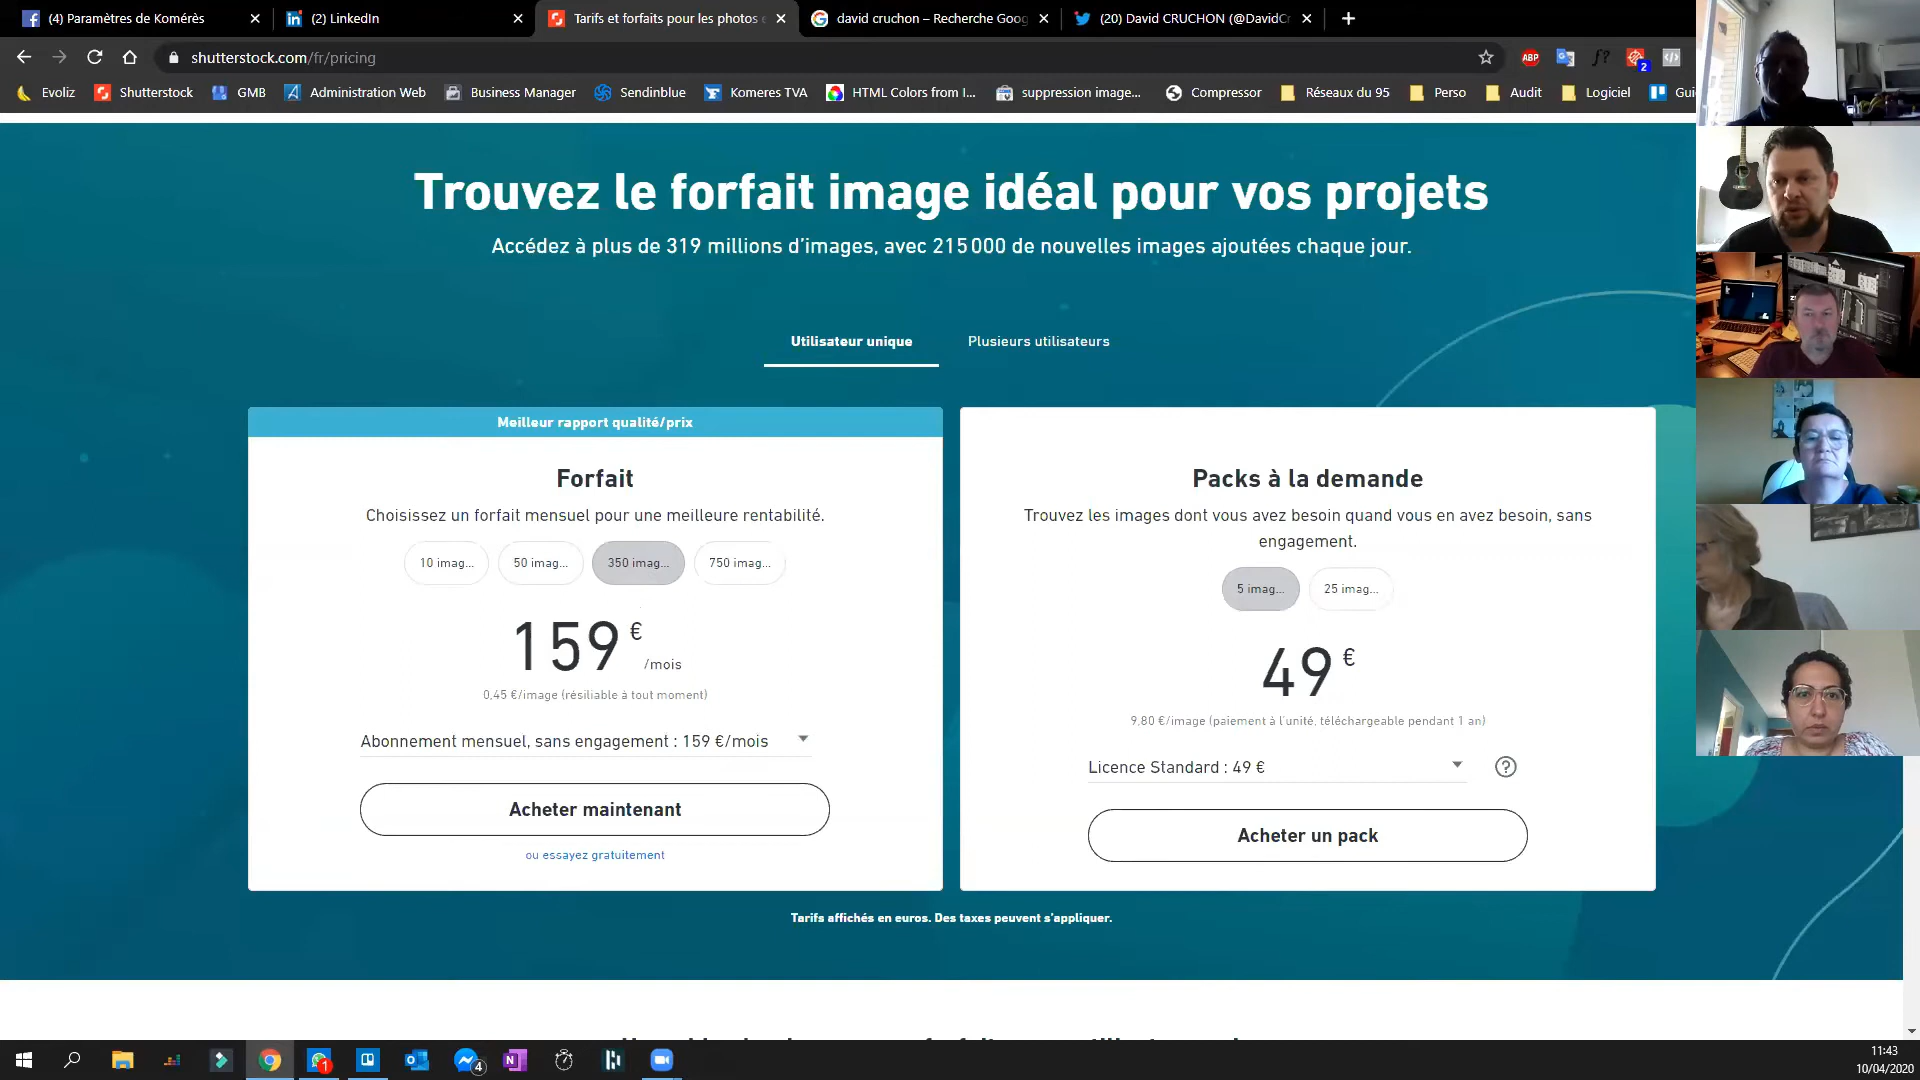 (4) Paramètres de Komérès
(2) LinkedIn
Tarifs et forfaits pour les photos e
david cruchon – Recherche Goog
(20) David CRUCHON (@DavidCr
shutterstock.com/fr/pricing
ABP
f?
2
Evoliz
Shutterstock
GMB
Administration Web
Business Manager
Sendinblue
Komeres TVA
HTML Colors from I...
suppression image...
Compressor
Réseaux du 95
Perso
Audit
Logiciel
Gui
Trouvez le forfait image idéal pour vos projets
Accédez à plus de 319 millions d’images, avec 215 000 de nouvelles images ajoutées chaque jour.
Utilisateur unique
Plusieurs utilisateurs
Meilleur rapport qualité/prix
Forfait
Choisissez un forfait mensuel pour une meilleure rentabilité.
10 imag...
50 imag...
350 imag...
750 imag...
159 €
/mois
0,45 €/image (résiliable à tout moment)
Abonnement mensuel, sans engagement : 159 €/mois
Acheter maintenant
ou essayez gratuitement
Packs à la demande
Trouvez les images dont vous avez besoin quand vous en avez besoin, sans
engagement.
5 imag...
25 imag...
49 €
9,80 €/image (paiement à l'unité, téléchargeable pendant 1 an)
Licence Standard : 49 €
?
Acheter un pack
Tarifs affichés en euros. Des taxes peuvent s'appliquer.
1
4
11:43
10/04/2020